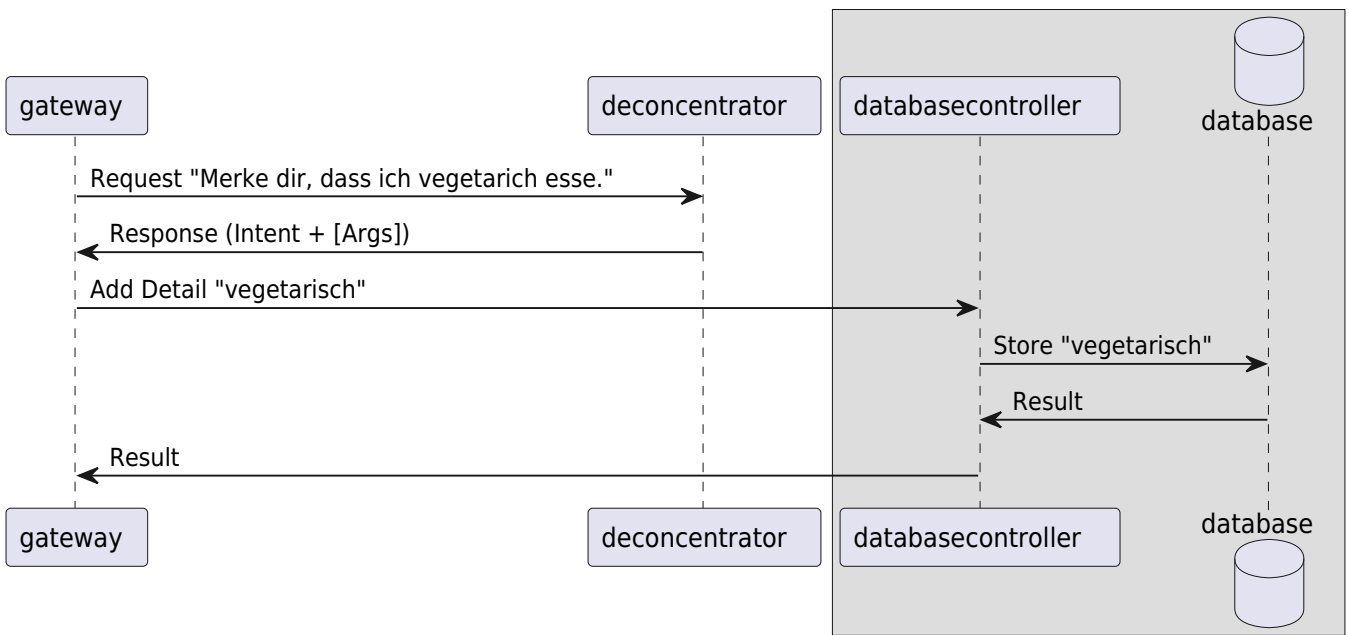 database
gateway
deconcentrator
databasecontroller
Request "Merke dir, dass ich vegetarich esse."
Response (Intent + [Args])
Add Detail "vegetarisch"
Store "vegetarisch"
Result
Result
gateway
deconcentrator
databasecontroller
database